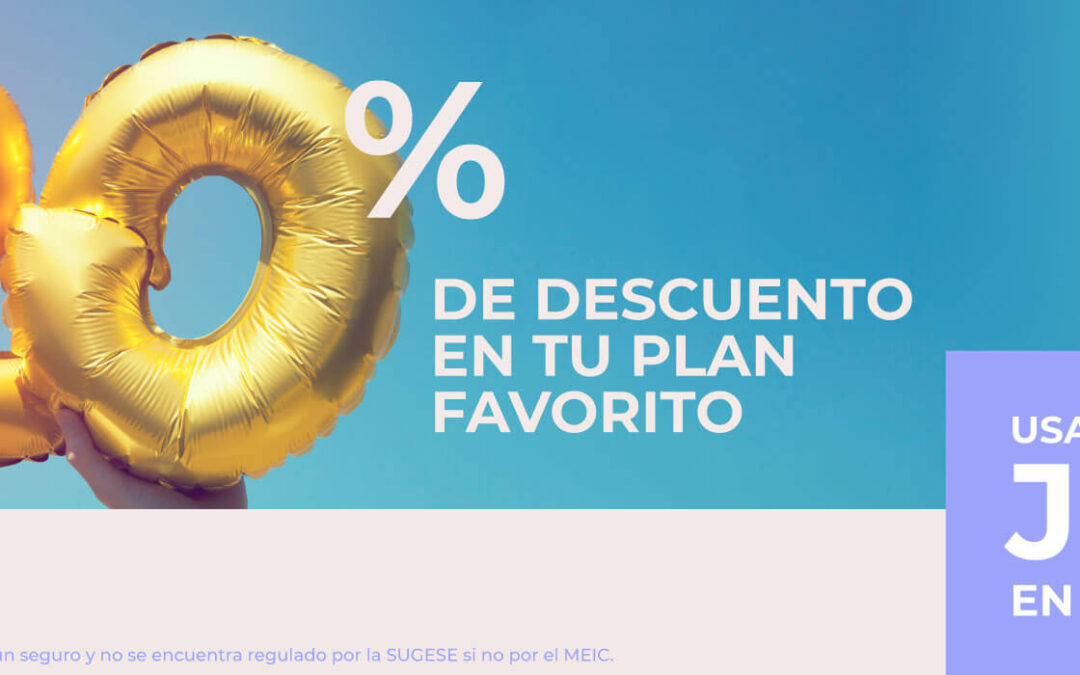 0%
DE DESCUENTO
EN TU PLAN
FAVORITO
USA
J
EN
un seguro y no se encuentra regulado por la SUGESE si no por el MEIC.